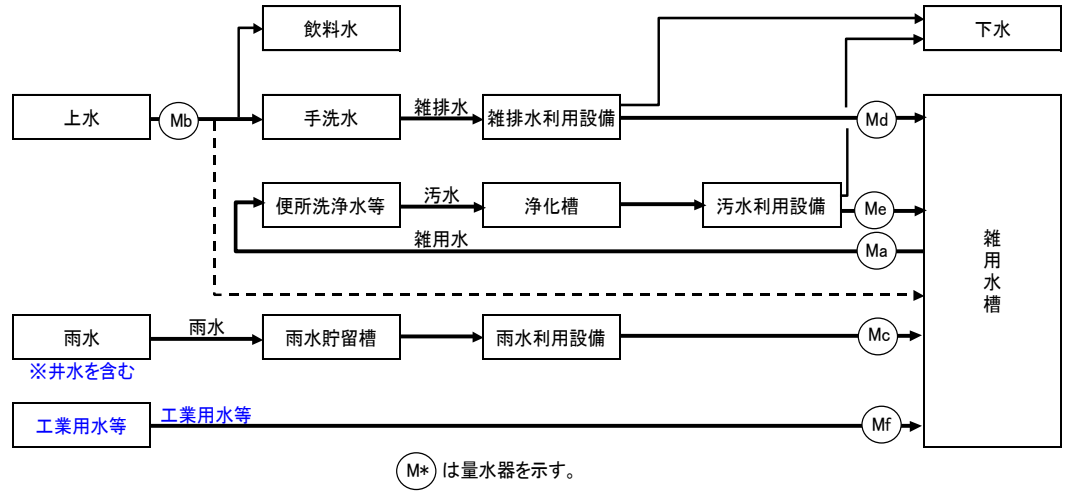 飲料水
下水
上水
Mb
手洗水
雑排水
雑排水利用設備
Md
便所洗浄水等
汚水
浄化槽
汚水利用設備
Me
雑用水
Ma
雑用水槽
雨水
雨水
雨水貯留槽
雨水利用設備
Mc
※井水を含む
工業用水等
工業用水等
Mf
M* は量水器を示す。